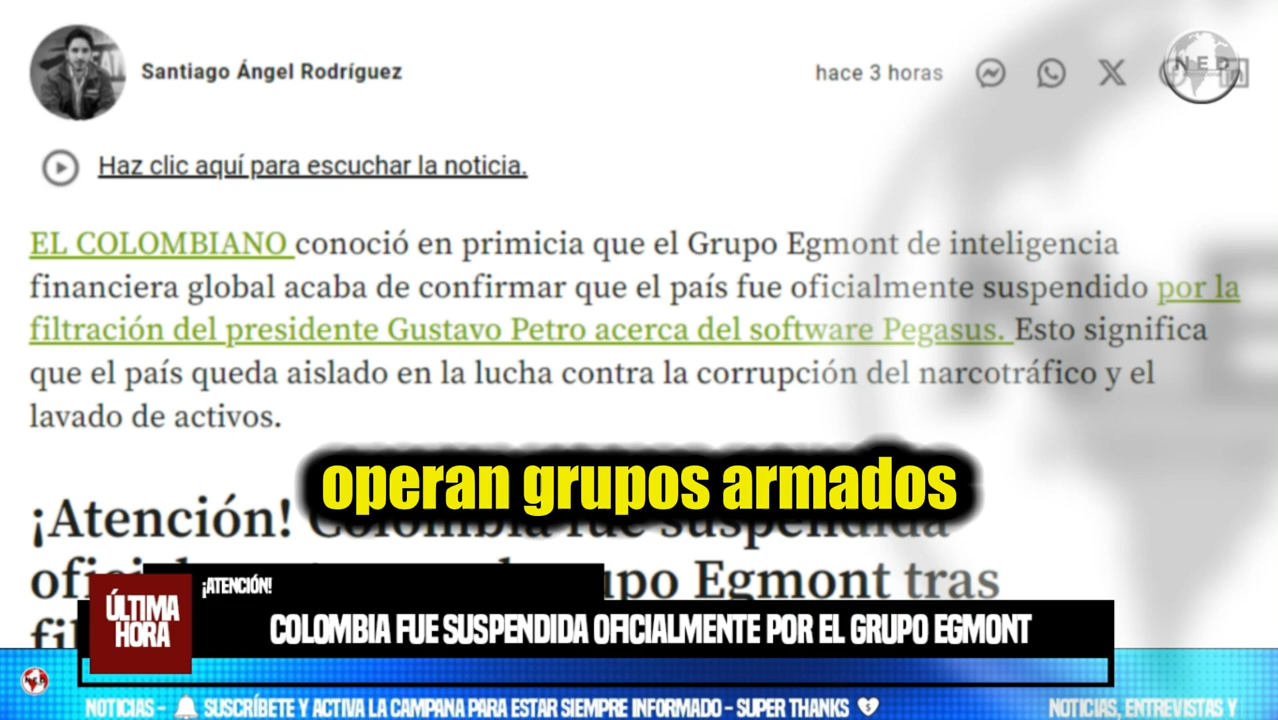 Santiago Ángel Rodríguez
hace 3 horas
NED
Haz clic aquí para escuchar la noticia.
EL COLOMBIANO conoció en primicia que el Grupo Egmont de inteligencia
financiera global acaba de confirmar que el país fue oficialmente suspendido por la
filtración del presidente Gustavo Petro acerca del software Pegasus. Esto significa
que el país queda aislado en la lucha contra la corrupción del narcotráfico y el
lavado de activos.
operan grupos armados
¡Atención! Colombia fue suspendida
Grupo Egmont tras
¡ATENCIÓN!
ÚLTIMA
HORA
COLOMBIA FUE SUSPENDIDA OFICIALMENTE POR EL GRUPO EGMONT
NOTICIAS - SUSCRÍBETE Y ACTIVA LA CAMPANA PARA ESTAR SIEMPRE INFORMADO - SUPER THANKS
NOTICIAS, ENTREVISTAS Y